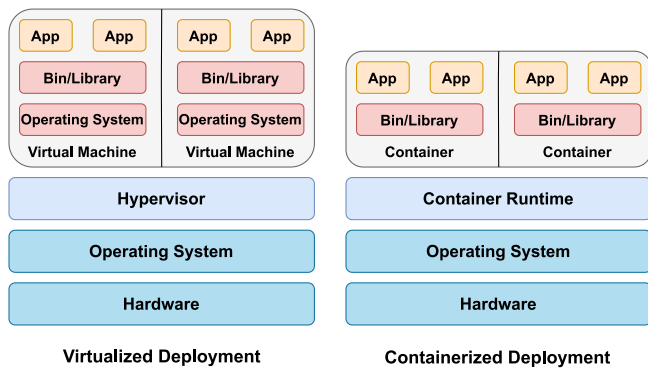 App App App App
Bin/Library Bin/Library
Operating System Operating System
Virtual Machine Virtual Machine
Hypervisor
Operating System
Hardware
Virtualized Deployment
App App App App
Bin/Library Bin/Library
Container Container
Container Runtime
Operating System
Hardware
Containerized Deployment